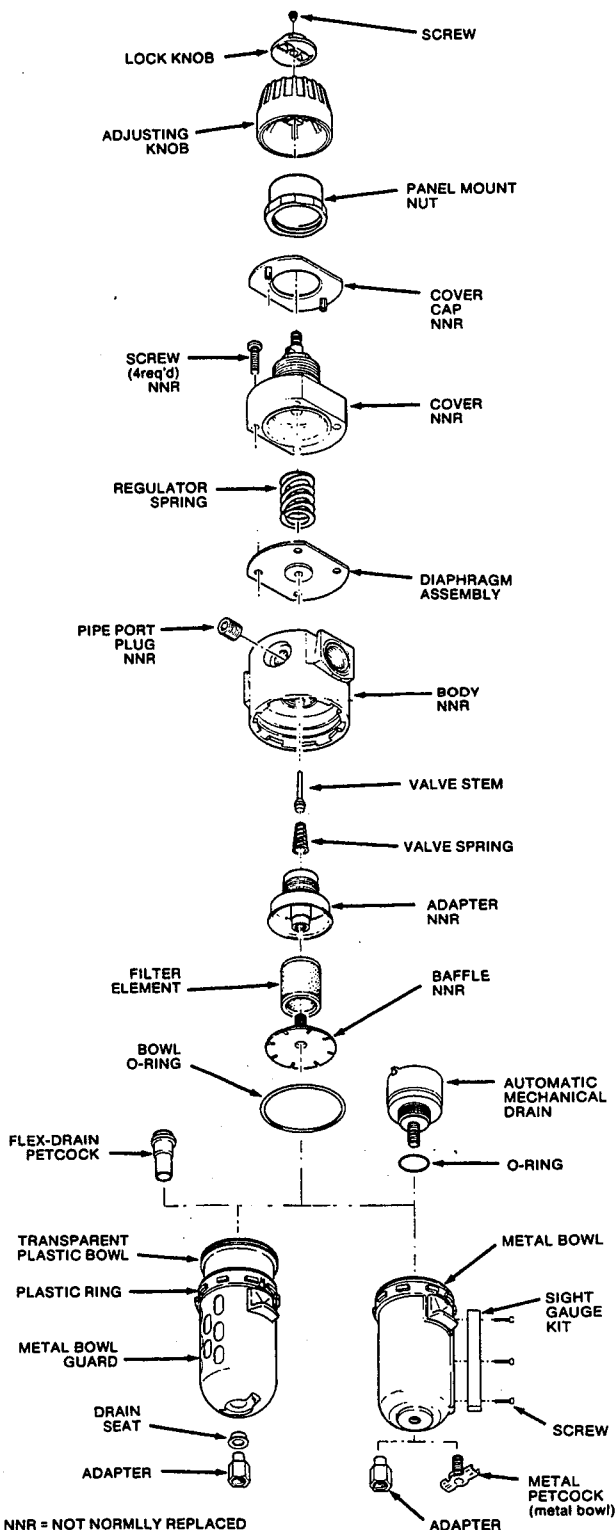 SCREW
LOCK KNOB
ADJUSTING
KNOB
PANEL MOUNT
NUT
COVER
CAP
NNR
SCREW
(4req'd)
NNR
COVER
NNR
REGULATOR
SPRING
DIAPHRAGM
ASSEMBLY
PIPE PORT
PLUG
NNR
BODY
NNR
VALVE STEM
VALVE SPRING
ADAPTER
NNR
FILTER
ELEMENT
BAFFLE
NNR
BOWL
O-RING
AUTOMATIC
MECHANICAL
DRAIN
FLEX-DRAIN
PETCOCK
O-RING
TRANSPARENT
PLASTIC BOWL
METAL BOWL
PLASTIC RING
SIGHT
GAUGE
KIT
METAL BOWL
GUARD
DRAIN
SEAT
SCREW
ADAPTER
METAL
PETCOCK
(metal bowl)
ADAPTER
NNR = NOT NORMLLY REPLACED